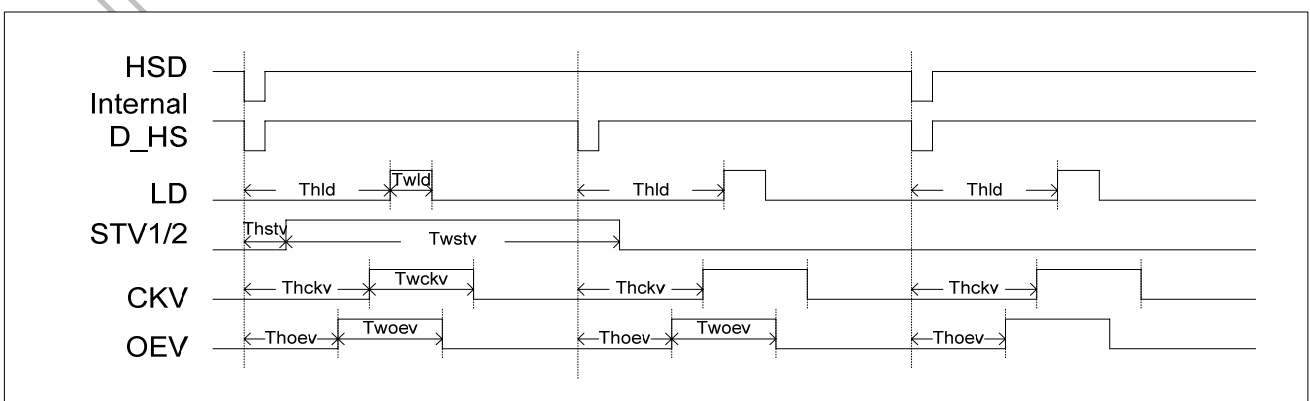 HSD
Internal
D_HS
LD Thld Twld Thld Thld
STV1/2 Thstv Twstv
CKV Thckv Twckv Thckv Thckv
OEV Thoev Twoev Thoev Twoev Thoev